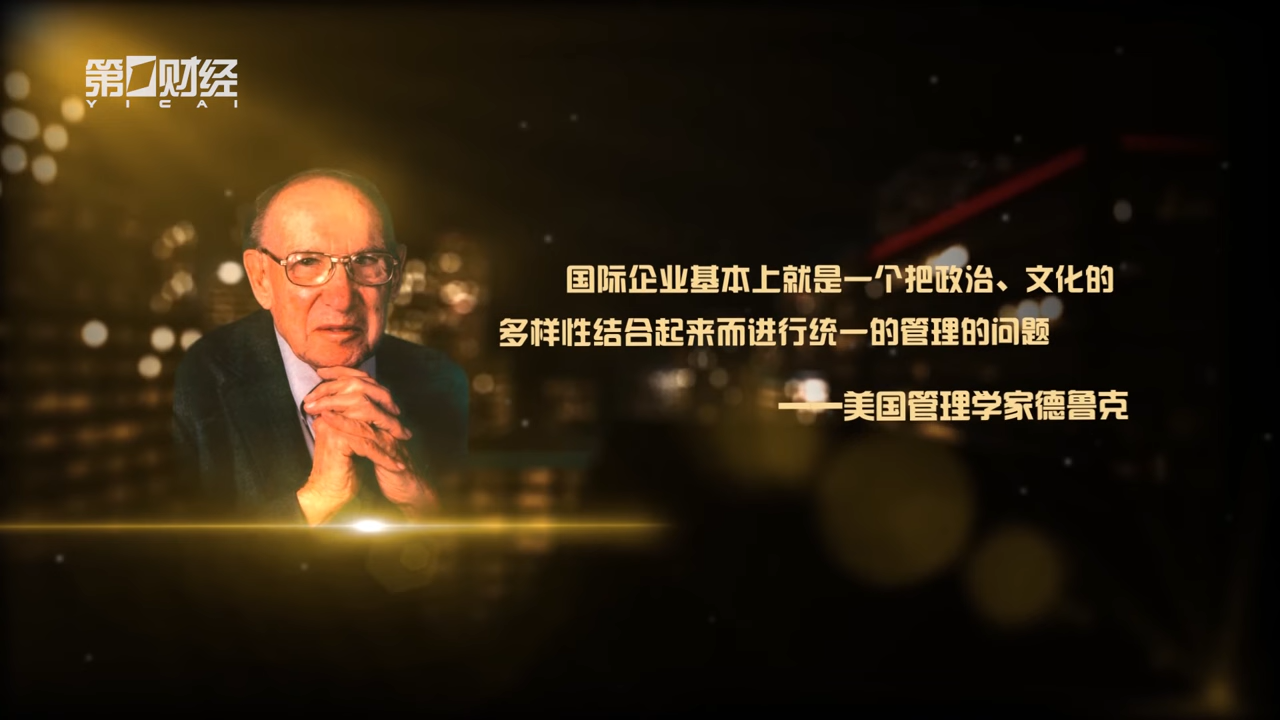 第一财经
YICAI
国际企业基本上就是一个把政治、文化的
多样性结合起来而进行统一的管理的问题
——美国管理学家德鲁克